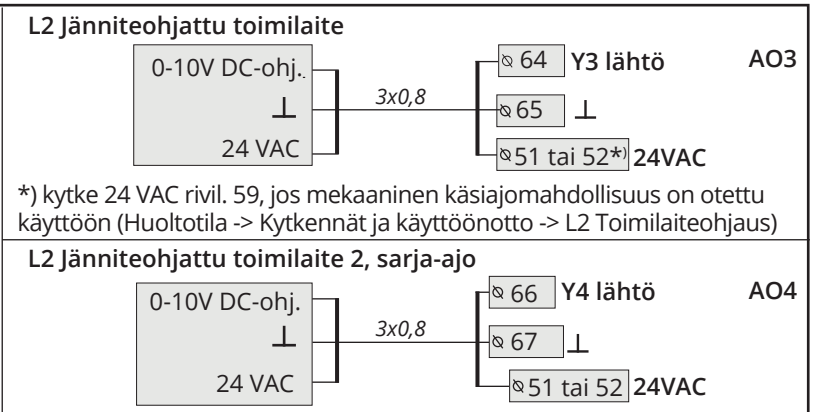 L2 Jänniteohjattu toimilaite
0-10V DC-ohj. 3x0,8 ⦰ 64 Y3 lähtö AO3
⊥ ⦰ 65 ⊥
24 VAC ⦰ 51 tai 52*) 24VAC
*) kytke 24 VAC rivil. 59, jos mekaaninen käsiajomahdollisuus on otettu
käyttöön (Huoltotila -> Kytkennät ja käyttöönotto -> L2 Toimilaiteohjaus)
L2 Jänniteohjattu toimilaite 2, sarja-ajo
0-10V DC-ohj. 3x0,8 ⦰ 66 Y4 lähtö AO4
⊥ ⦰ 67 ⊥
24 VAC ⦰ 51 tai 52 24VAC